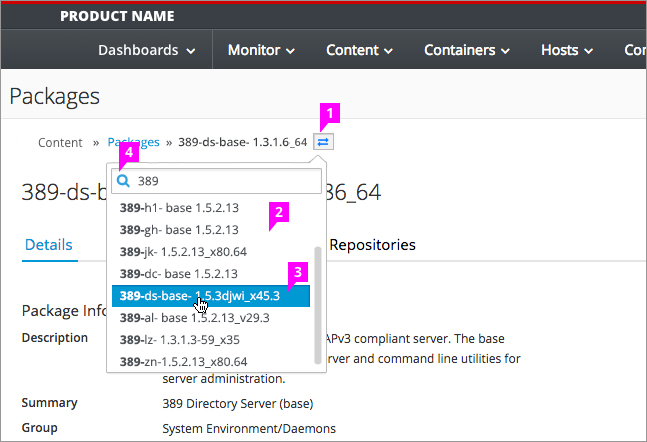 PRODUCT NAME
Dashboards Monitor Content Containers Hosts Co
Packages
1
Content » Packages » 389-ds-base- 1.3.1.6_64
4
389
389-ds-b 86_64
389-h1- base 1.5.2.13
2
389-gh- base 1.5.2.13
Details Repositories
389-jk- 1.5.2.13_x80.64
389-dc- base 1.5.2.13
3
389-ds-base- 1.5.3djwi_x45.3
Package Info
389-al- base 1.5.2.13_v29.3
Description APv3 compliant server. The base
389-lz- 1.3.1.3-59_x35
rver and command line utilities for
389-zn-1.5.2.13_x80.64
server administration.
Summary 389 Directory Server (base)
Group System Environment/Daemons